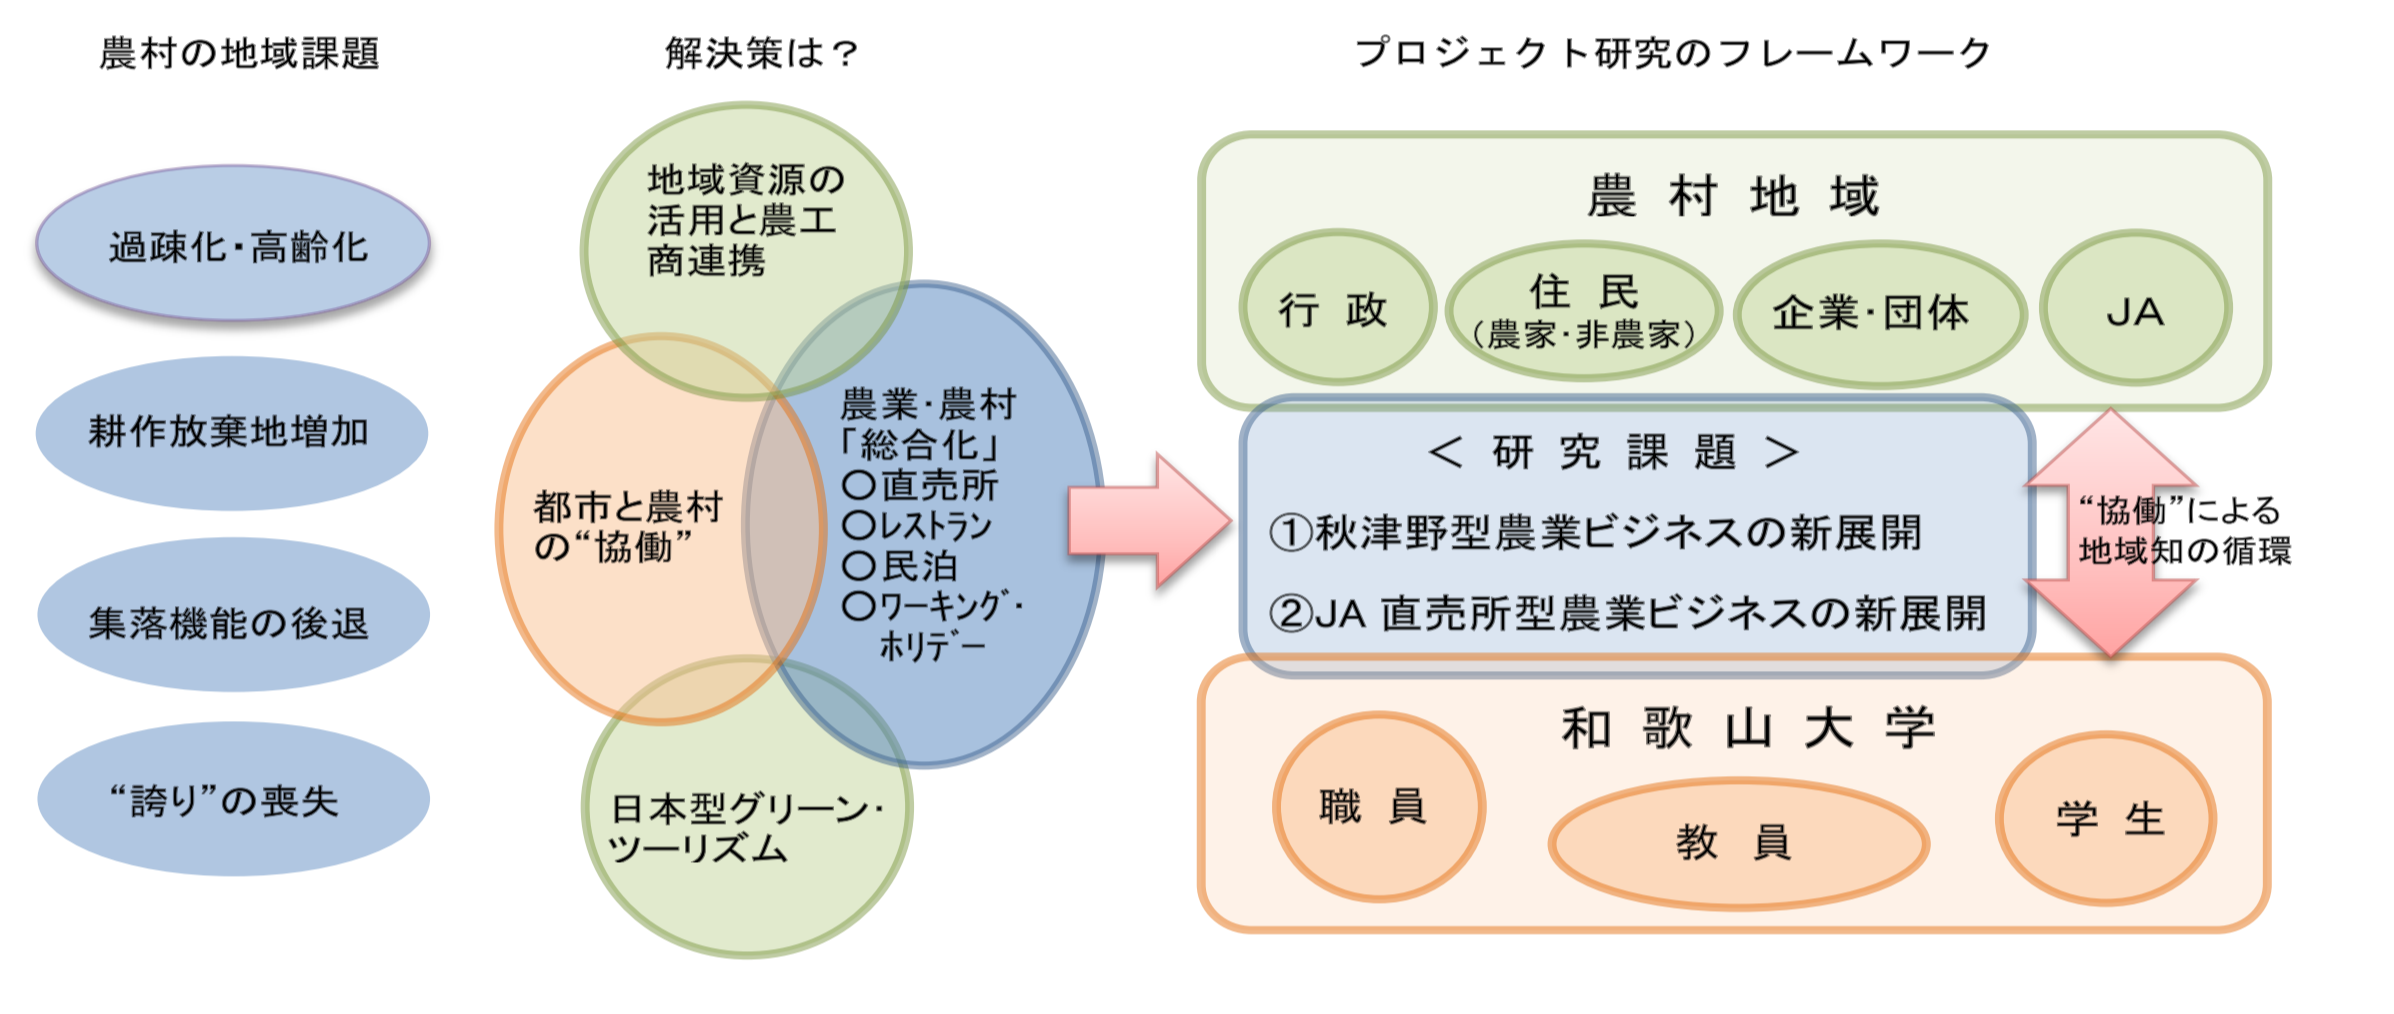 農村の地域課題
過疎化・高齢化
耕作放棄地増加
集落機能の後退
“誇り”の喪失
解決策は？
地域資源の
活用と農工
商連携
都市と農村
の“協働”
農業・農村
「総合化」
〇直売所
〇レストラン
〇民泊
〇ワーキング・
ホリデー
日本型グリーン・
ツーリズム
プロジェクト研究のフレームワーク
農村地域
行政
住民
（農家・非農家）
企業・団体
JA
＜研究課題＞
①秋津野型農業ビジネスの新展開
②JA 直売所型農業ビジネスの新展開
“協働”による
地域知の循環
和歌山大学
職員
教員
学生